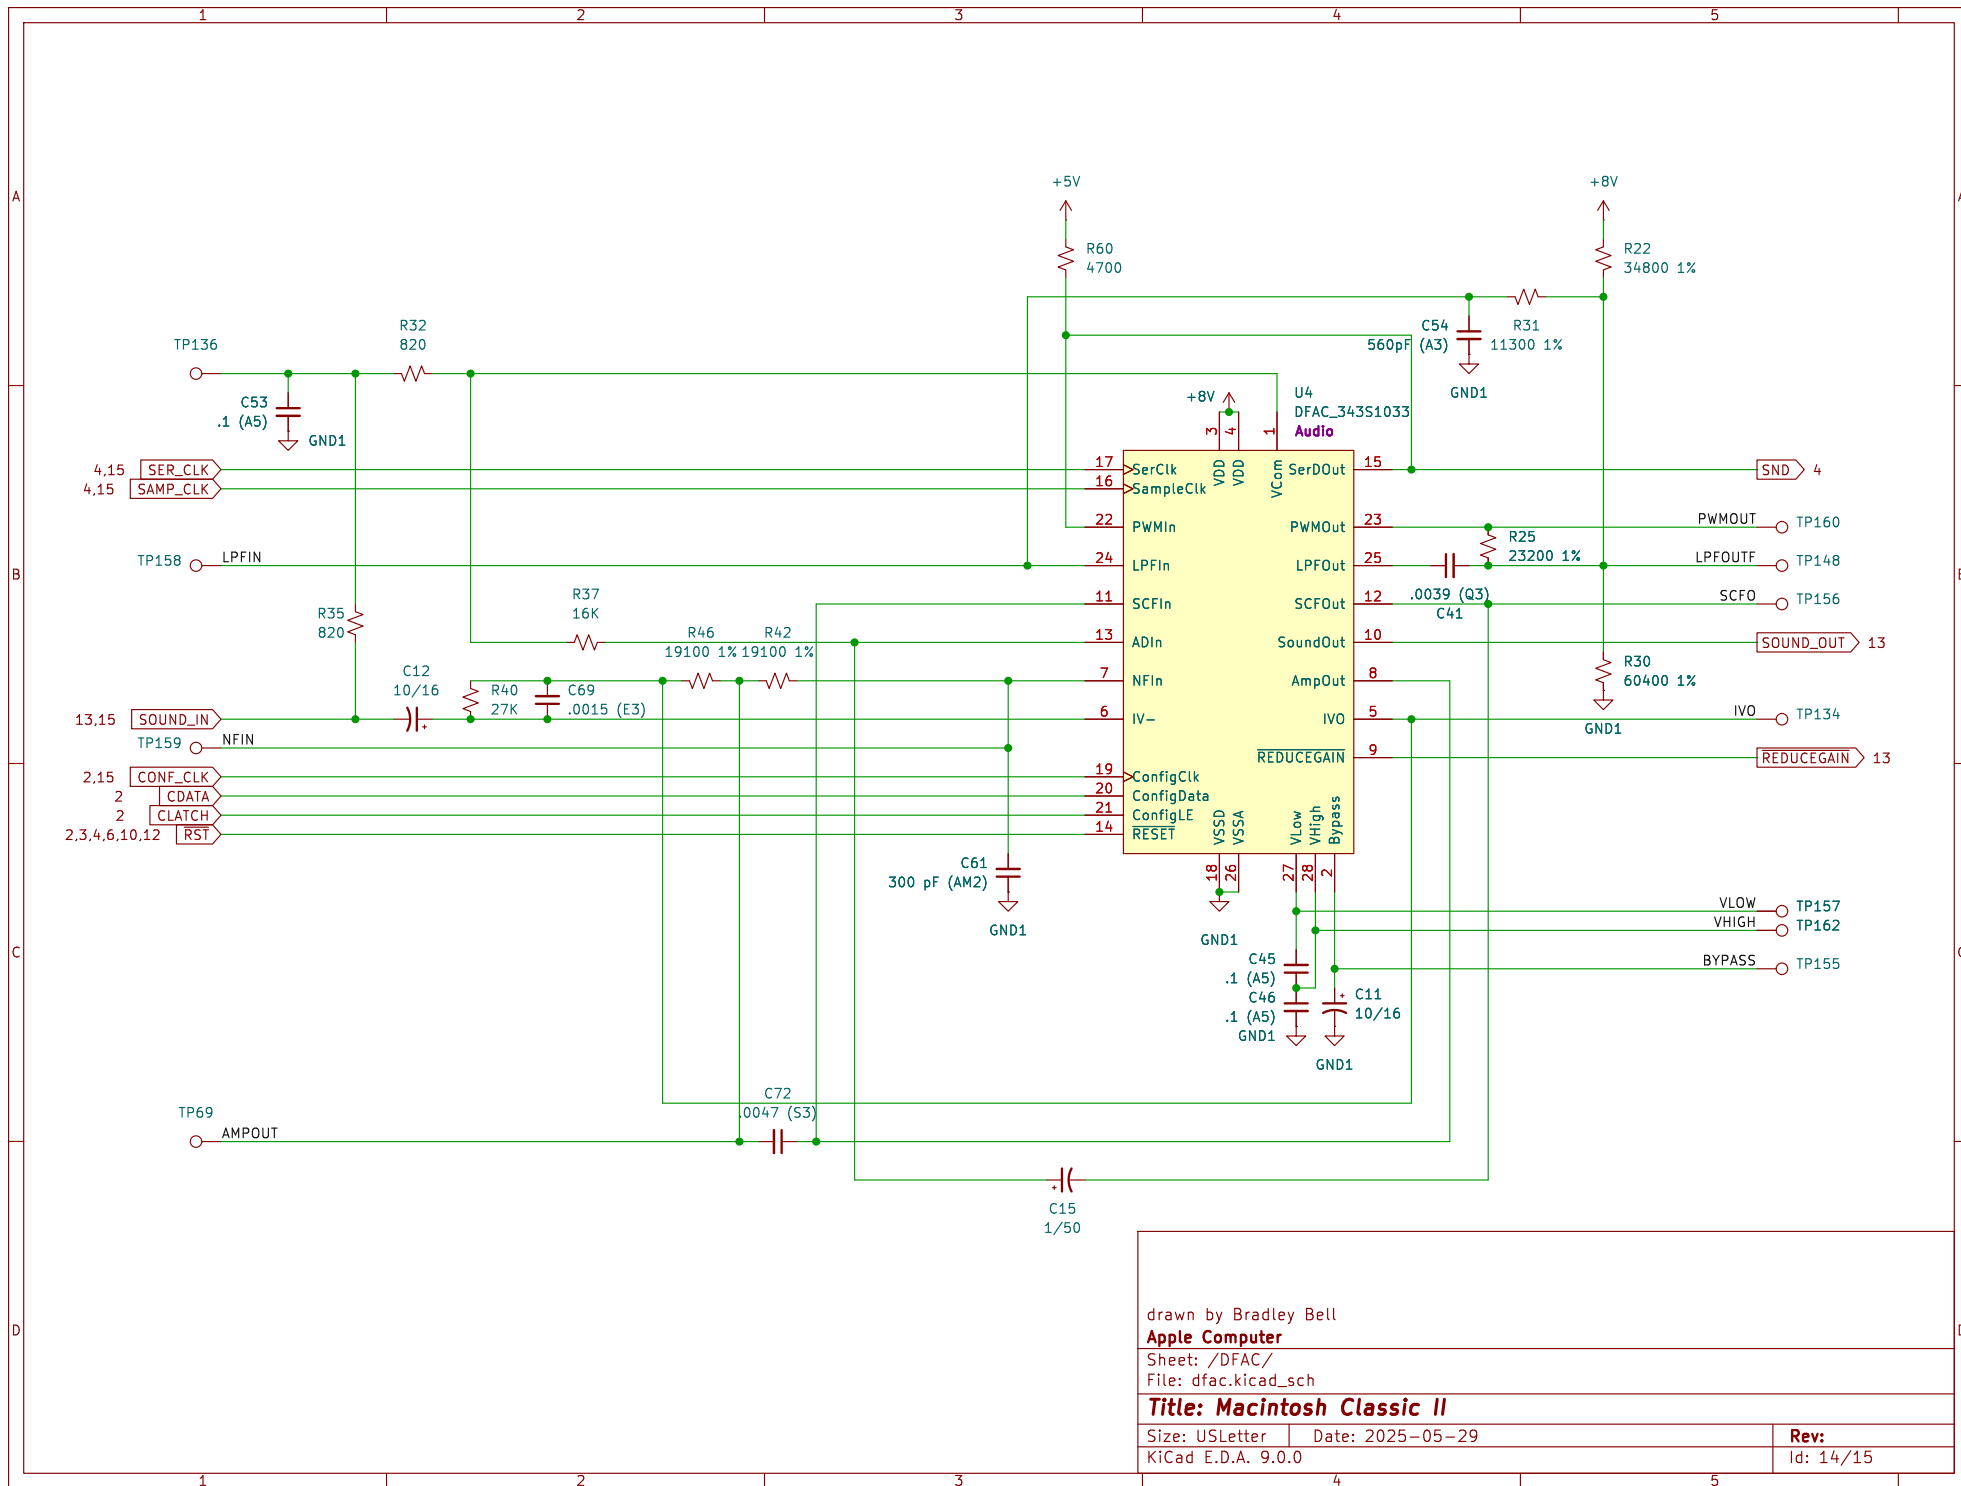 1 2 3 4 5
A
+5V
+8V
R60
4700
R22
34800 1%
R32
820
TP136
C54
560pF (A3)
R31
11300 1%
GND1
C53
.1 (A5)
GND1
+8V
U4
DFAC_343S1033
Audio
3 4 1
4,15 SER_CLK
17 SerClk
VDD VDD VCom
SerDOut 15
SND 4
4,15 SAMP_CLK
16 SampleClk
22 PWMIn
PWMOut 23
PWMOUT TP160
R25
23200 1%
TP158 LPFIN
24 LPFIn
LPFOut 25
LPFOUTF TP148
B
.0039 (Q3)
C41
11 SCFIn
SCFOut 12
SCFO TP156
R37
16K
R35
820
R46
19100 1%
R42
19100 1%
13 ADIn
SoundOut 10
SOUND_OUT 13
C12
10/16
R40
27K
C69
.0015 (E3)
7 NFIn
AmpOut 8
R30
60400 1%
GND1
13,15 SOUND_IN
6 IV-
IVO 5
IVO TP134
TP159 NFIN
REDUCEGAIN 9
REDUCEGAIN 13
2,15 CONF_CLK
19 ConfigClk
2 CDATA
20 ConfigData
2 CLATCH
21 ConfigLE
2,3,4,6,10,12 RST
14 RESET
VSSD VSSA VLow VHigh Bypass
18 26 27 28 2
C61
300 pF (AM2)
GND1
GND1
VLOW TP157
VHIGH TP162
BYPASS TP155
C
C45
.1 (A5)
C46
.1 (A5)
GND1
C11
10/16
GND1
C72
.0047 (S3)
TP69
AMPOUT
C15
1/50
D
drawn by Bradley Bell
Apple Computer
Sheet: /DFAC/
File: dfac.kicad_sch
Title: Macintosh Classic II
Size: USLetter Date: 2025-05-29 Rev:
KiCad E.D.A. 9.0.0 Id: 14/15
1 2 3 4 5